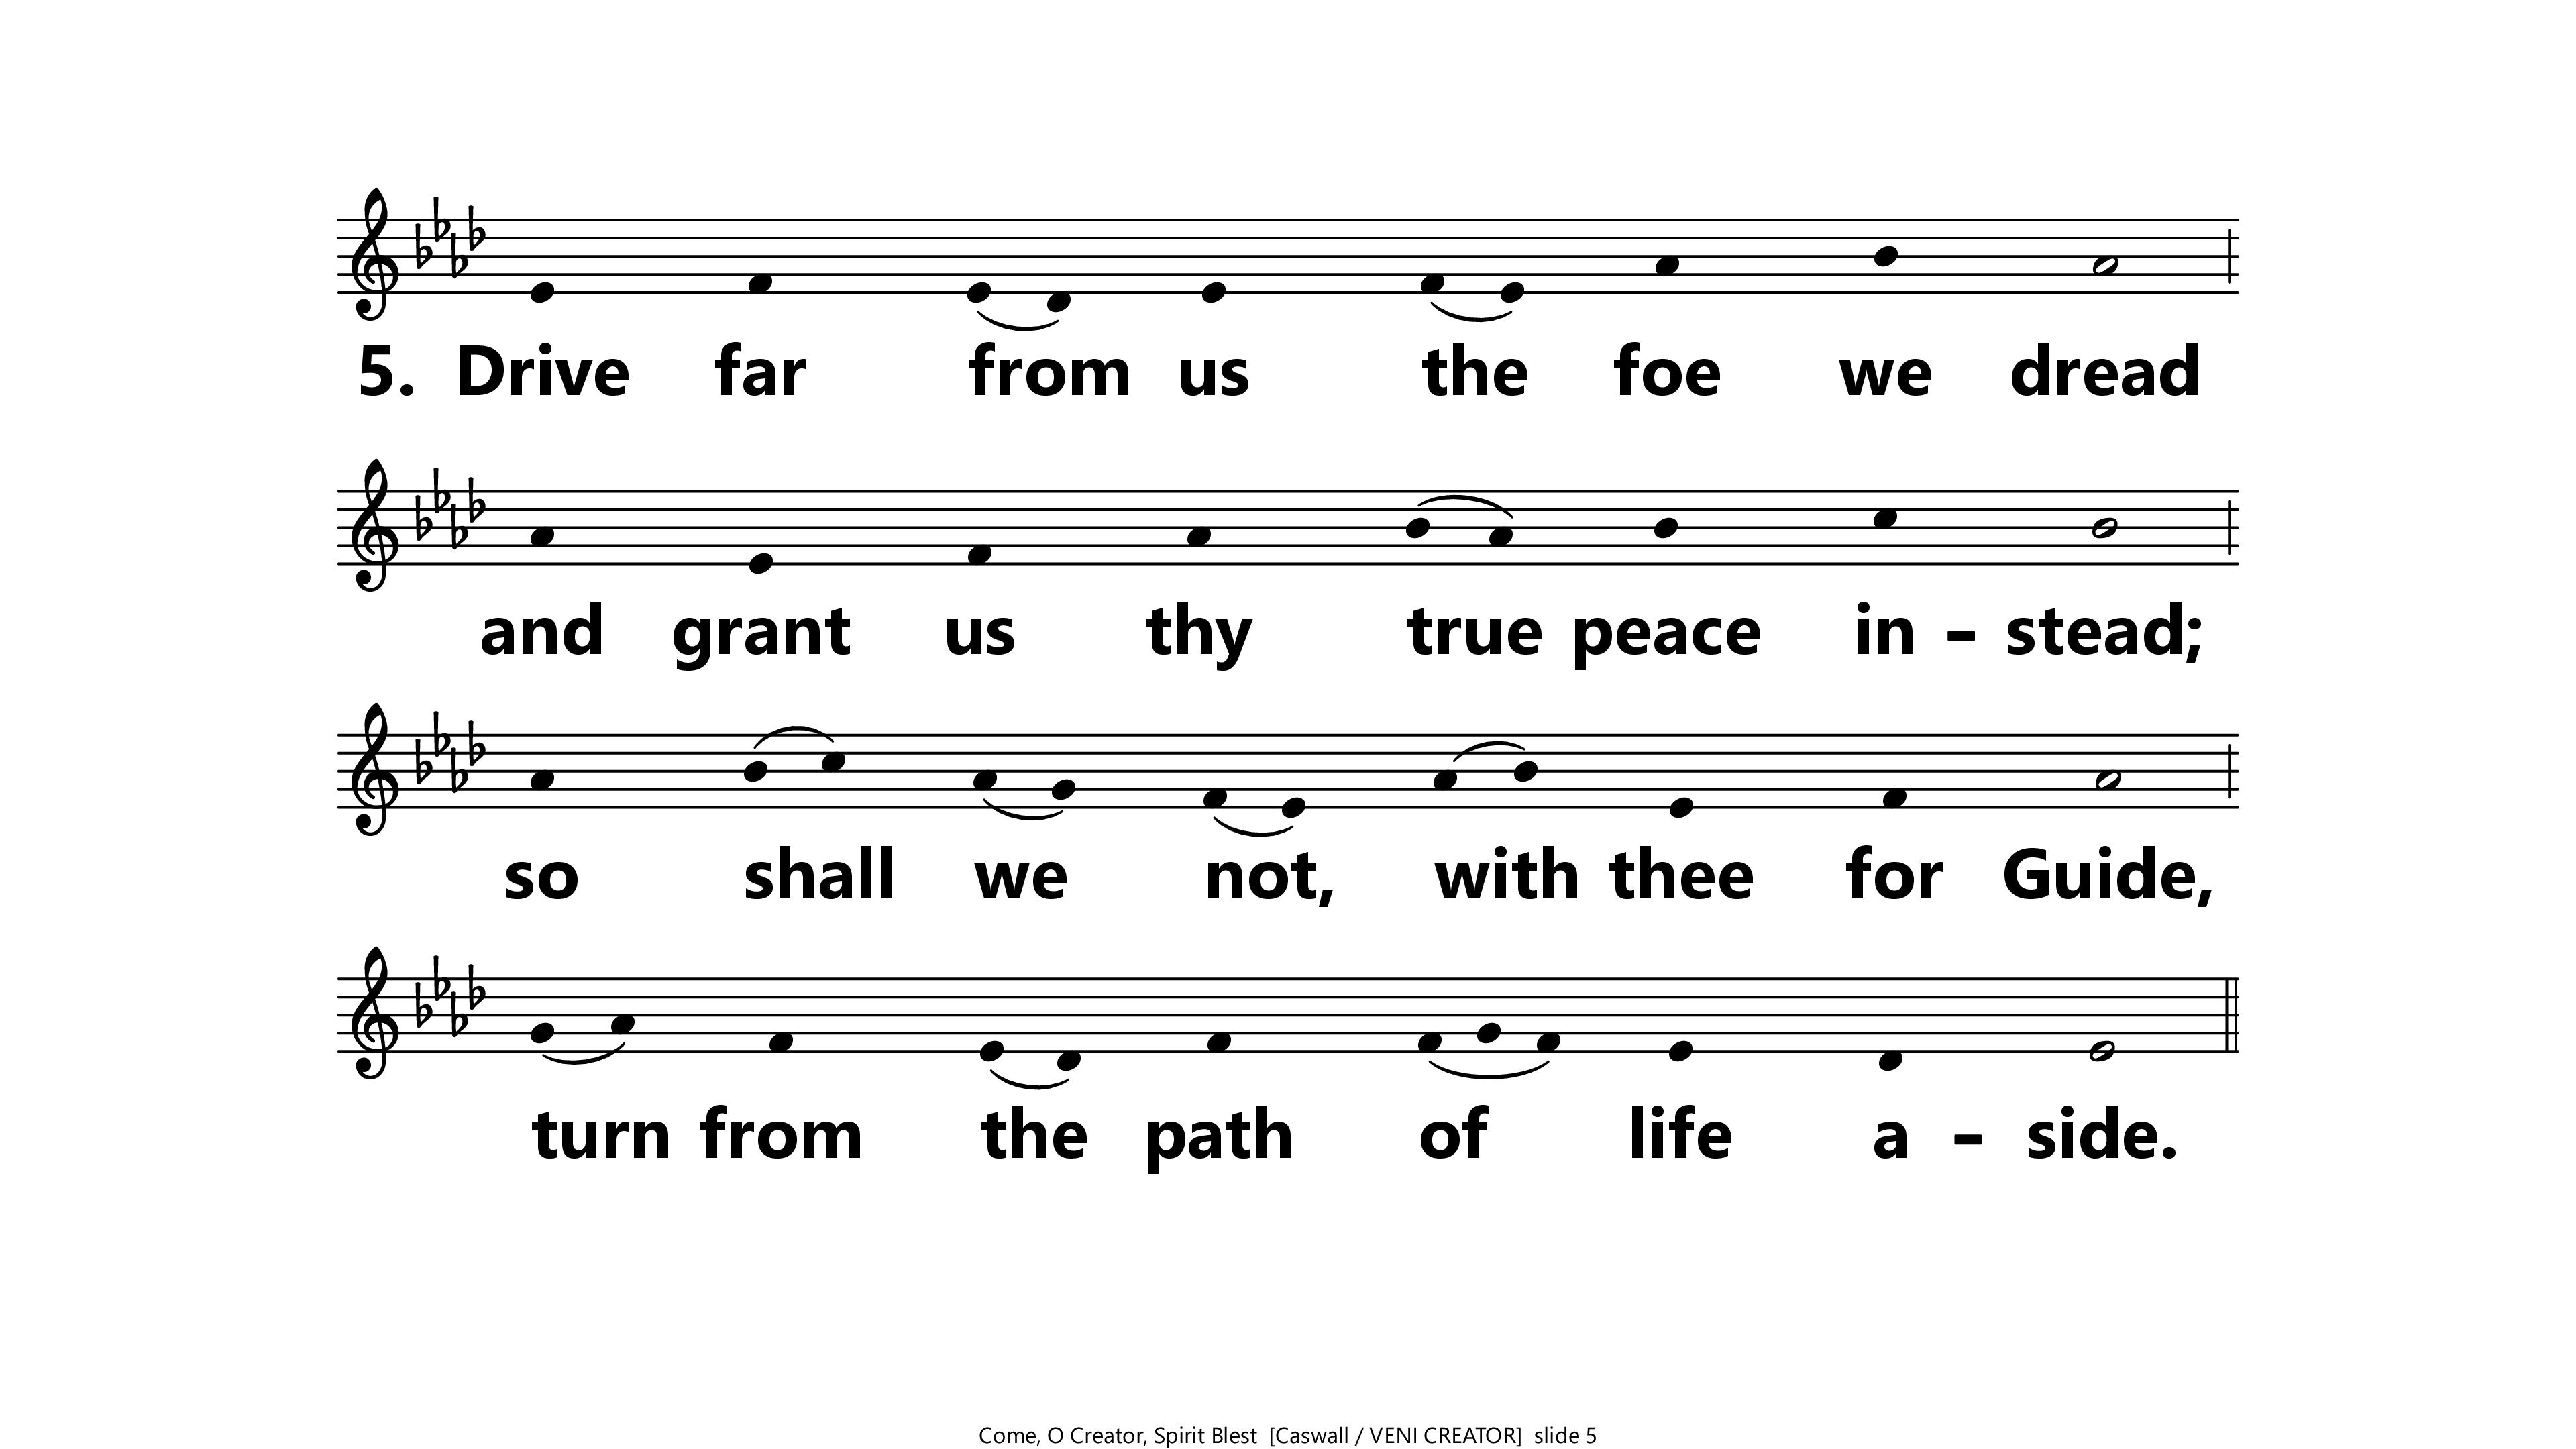 5. Drive far from us the foe we dread
and grant us thy true peace in - stead;
so shall we not, with thee for Guide,
turn from the path of life a - side.
Come, O Creator, Spirit Blest [Caswall / VENI CREATOR] slide 5